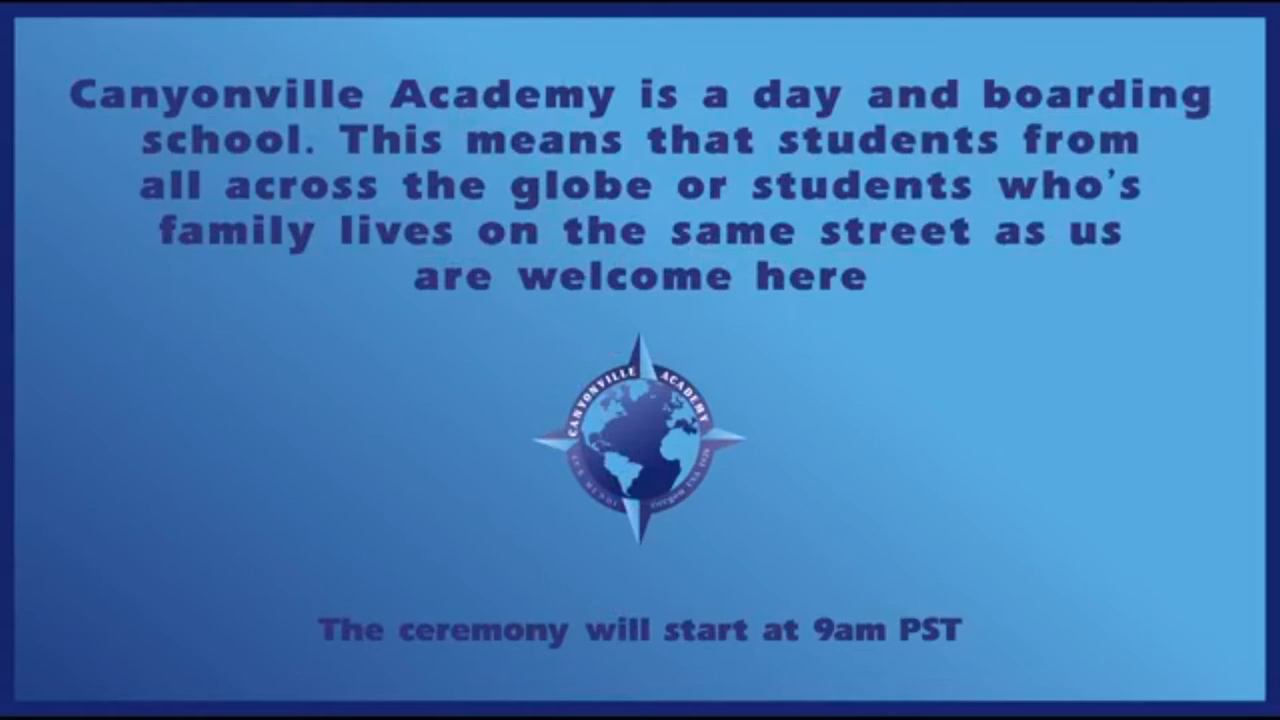 Canyonville Academy is a day and boarding
school. This means that students from
all across the globe or students who's
family lives on the same street as us
are welcome here
CANYONVILLE ACADEMY
The ceremony will start at 9am PST